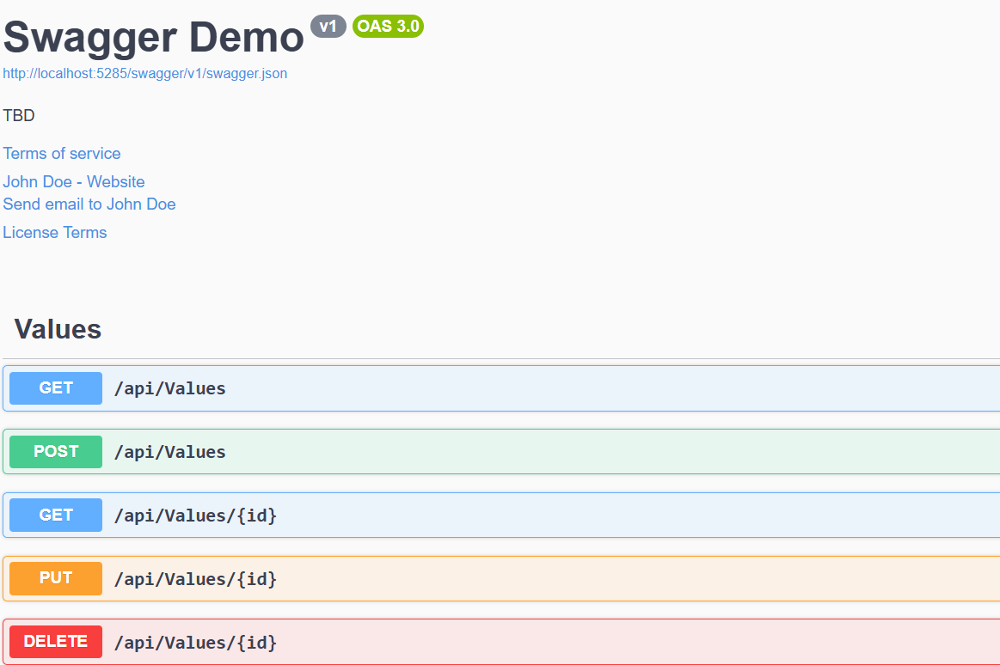 Swagger Demo v1 OAS 3.0
http://localhost:5285/swagger/v1/swagger.json
TBD
Terms of service
John Doe - Website
Send email to John Doe
License Terms
Values
GET /api/Values
POST /api/Values
GET /api/Values/{id}
PUT /api/Values/{id}
DELETE /api/Values/{id}